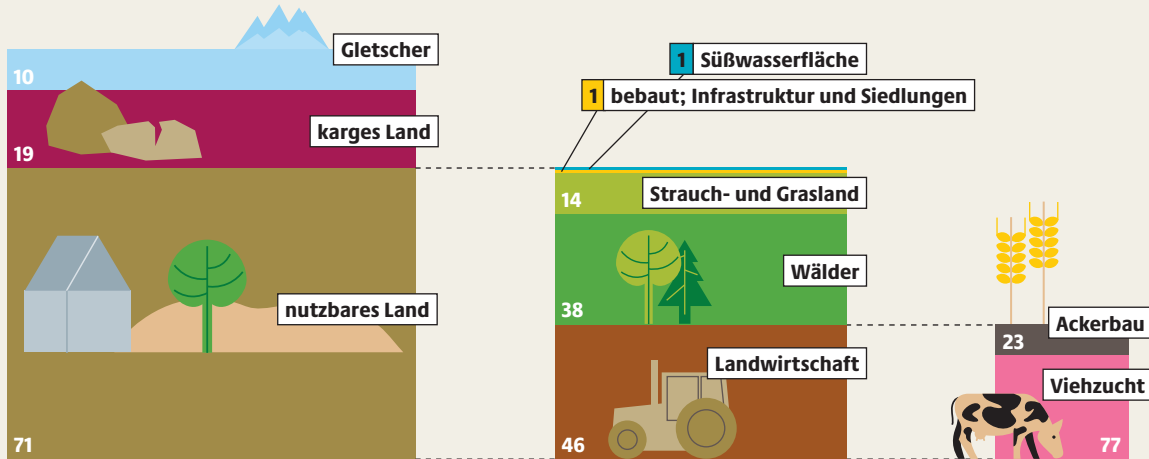 Gletscher
10
karges Land
19
nutzbares Land
71
1 Süßwasserfläche
1 bebaut; Infrastruktur und Siedlungen
Strauch- und Grasland
14
Wälder
38
Landwirtschaft
46
Ackerbau
23
Viehzucht
77